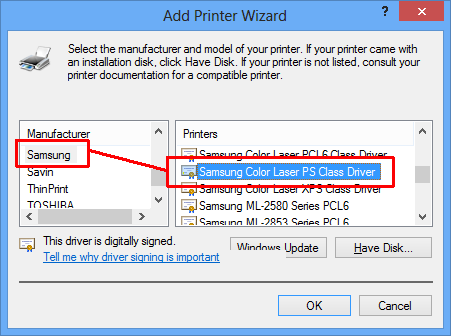 Add Printer Wizard
Select the manufacturer and model of your printer. If your printer came with
an installation disk, click Have Disk. If your printer is not listed, consult your
printer documentation for a compatible printer.
Manufacturer
Samsung
Savin
ThinPrint
TOSHIBA
Printers
Samsung Color Laser PCL6 Class Driver
Samsung Color Laser PS Class Driver
Samsung Color Laser XPS Class Driver
Samsung ML-2580 Series PCL6
Samsung ML-2853 Series PCL6
This driver is digitally signed.
Tell me why driver signing is important
Windows Update
Have Disk...
OK
Cancel